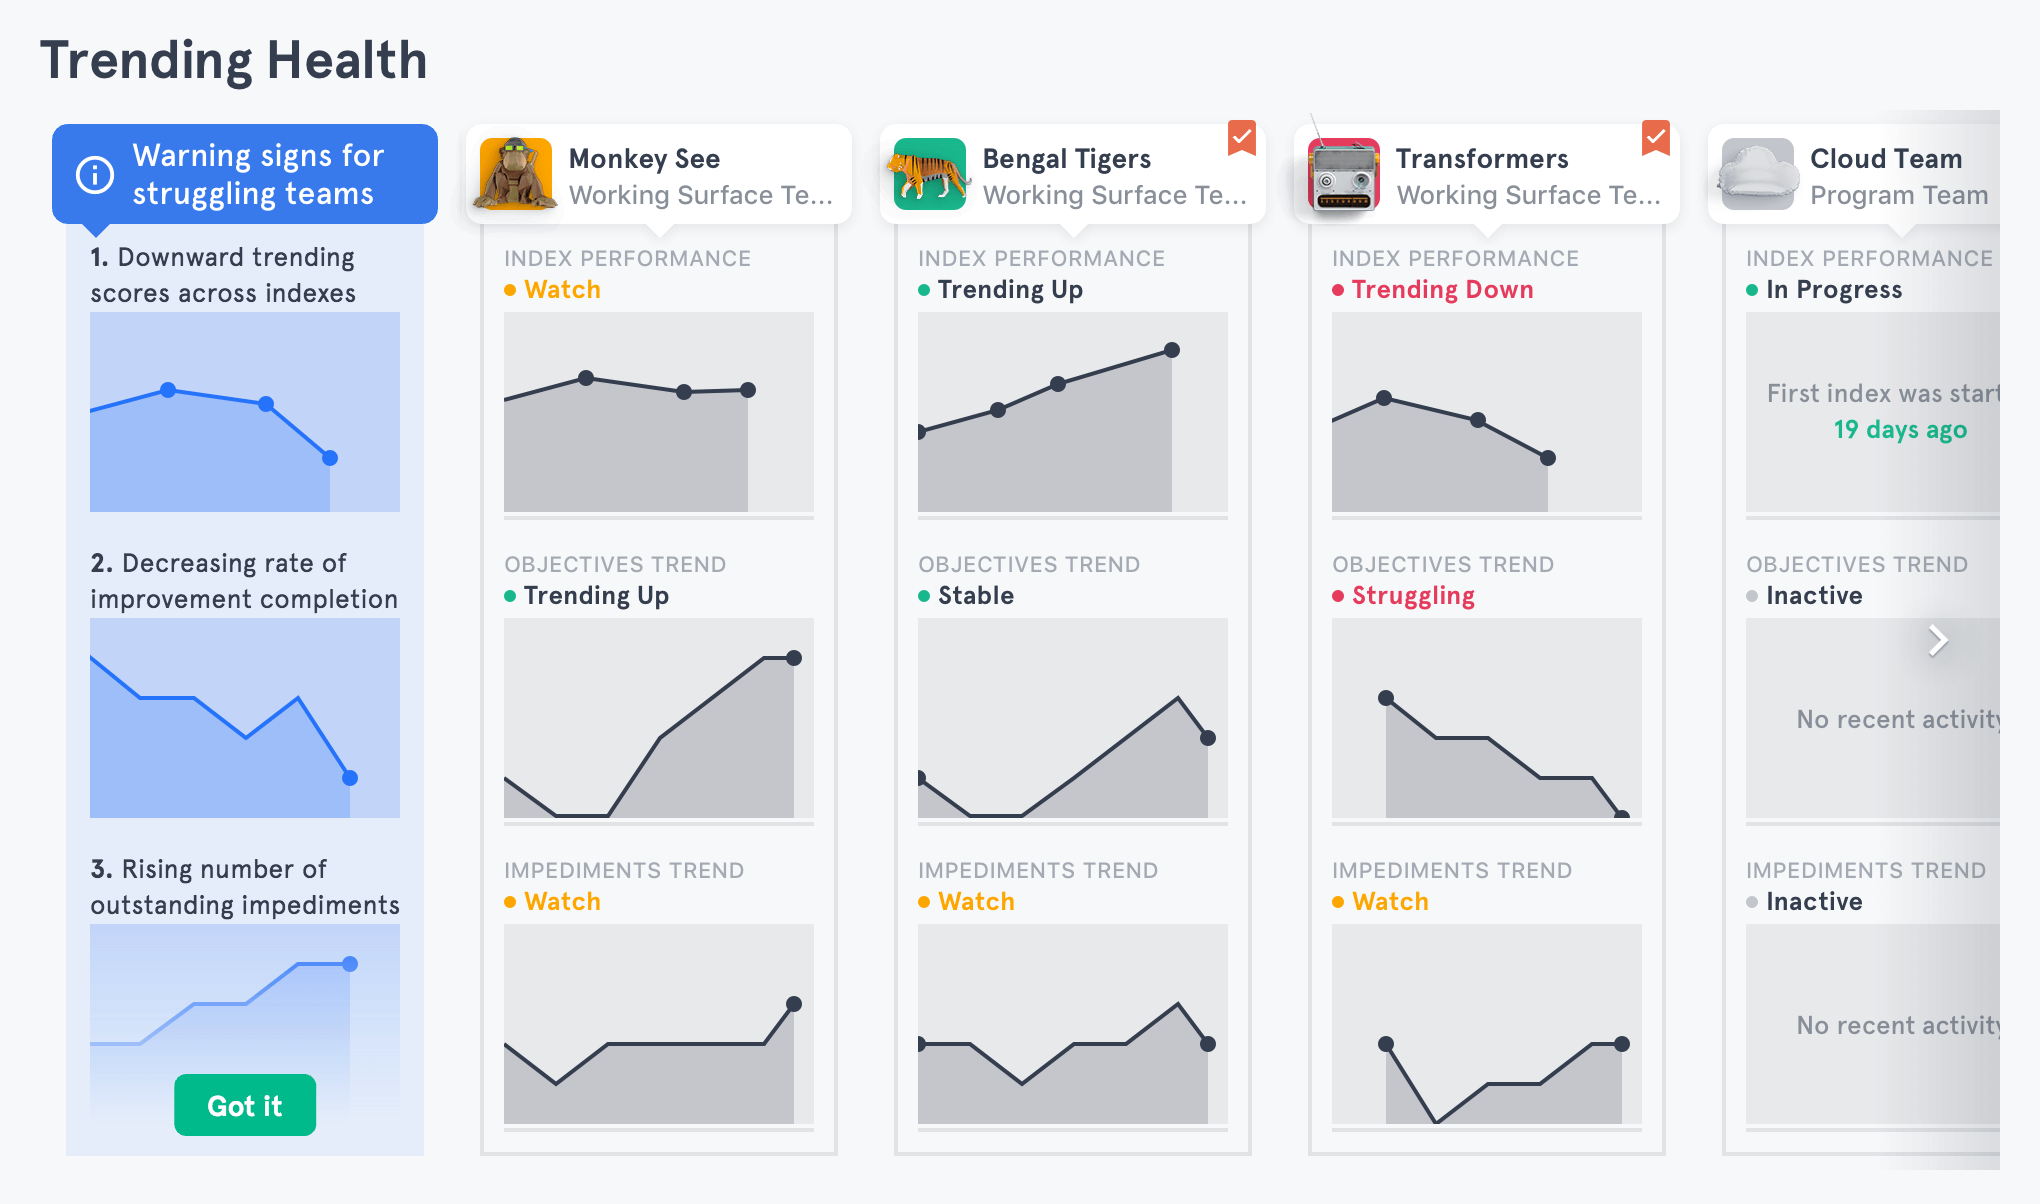 Trending Health
Warning signs for
struggling teams
1. Downward trending
scores across indexes
2. Decreasing rate of
improvement completion
3. Rising number of
outstanding impediments
Got it
Monkey See
Working Surface Te...
INDEX PERFORMANCE
Watch
OBJECTIVES TREND
Trending Up
IMPEDIMENTS TREND
Watch
Bengal Tigers
Working Surface Te...
INDEX PERFORMANCE
Trending Up
OBJECTIVES TREND
Stable
IMPEDIMENTS TREND
Watch
Transformers
Working Surface Te...
INDEX PERFORMANCE
Trending Down
OBJECTIVES TREND
Struggling
IMPEDIMENTS TREND
Watch
Cloud Team
Program Team
INDEX PERFORMANCE
In Progress
First index was start
19 days ago
OBJECTIVES TREND
Inactive
No recent activity
IMPEDIMENTS TREND
Inactive
No recent activity